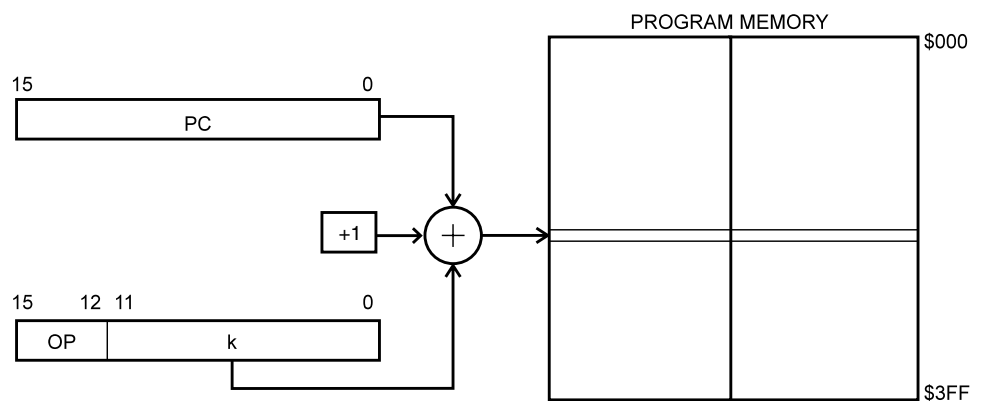 PROGRAM MEMORY
$000
15 0
PC
+1
+
15 12 11 0
OP k
$3FF